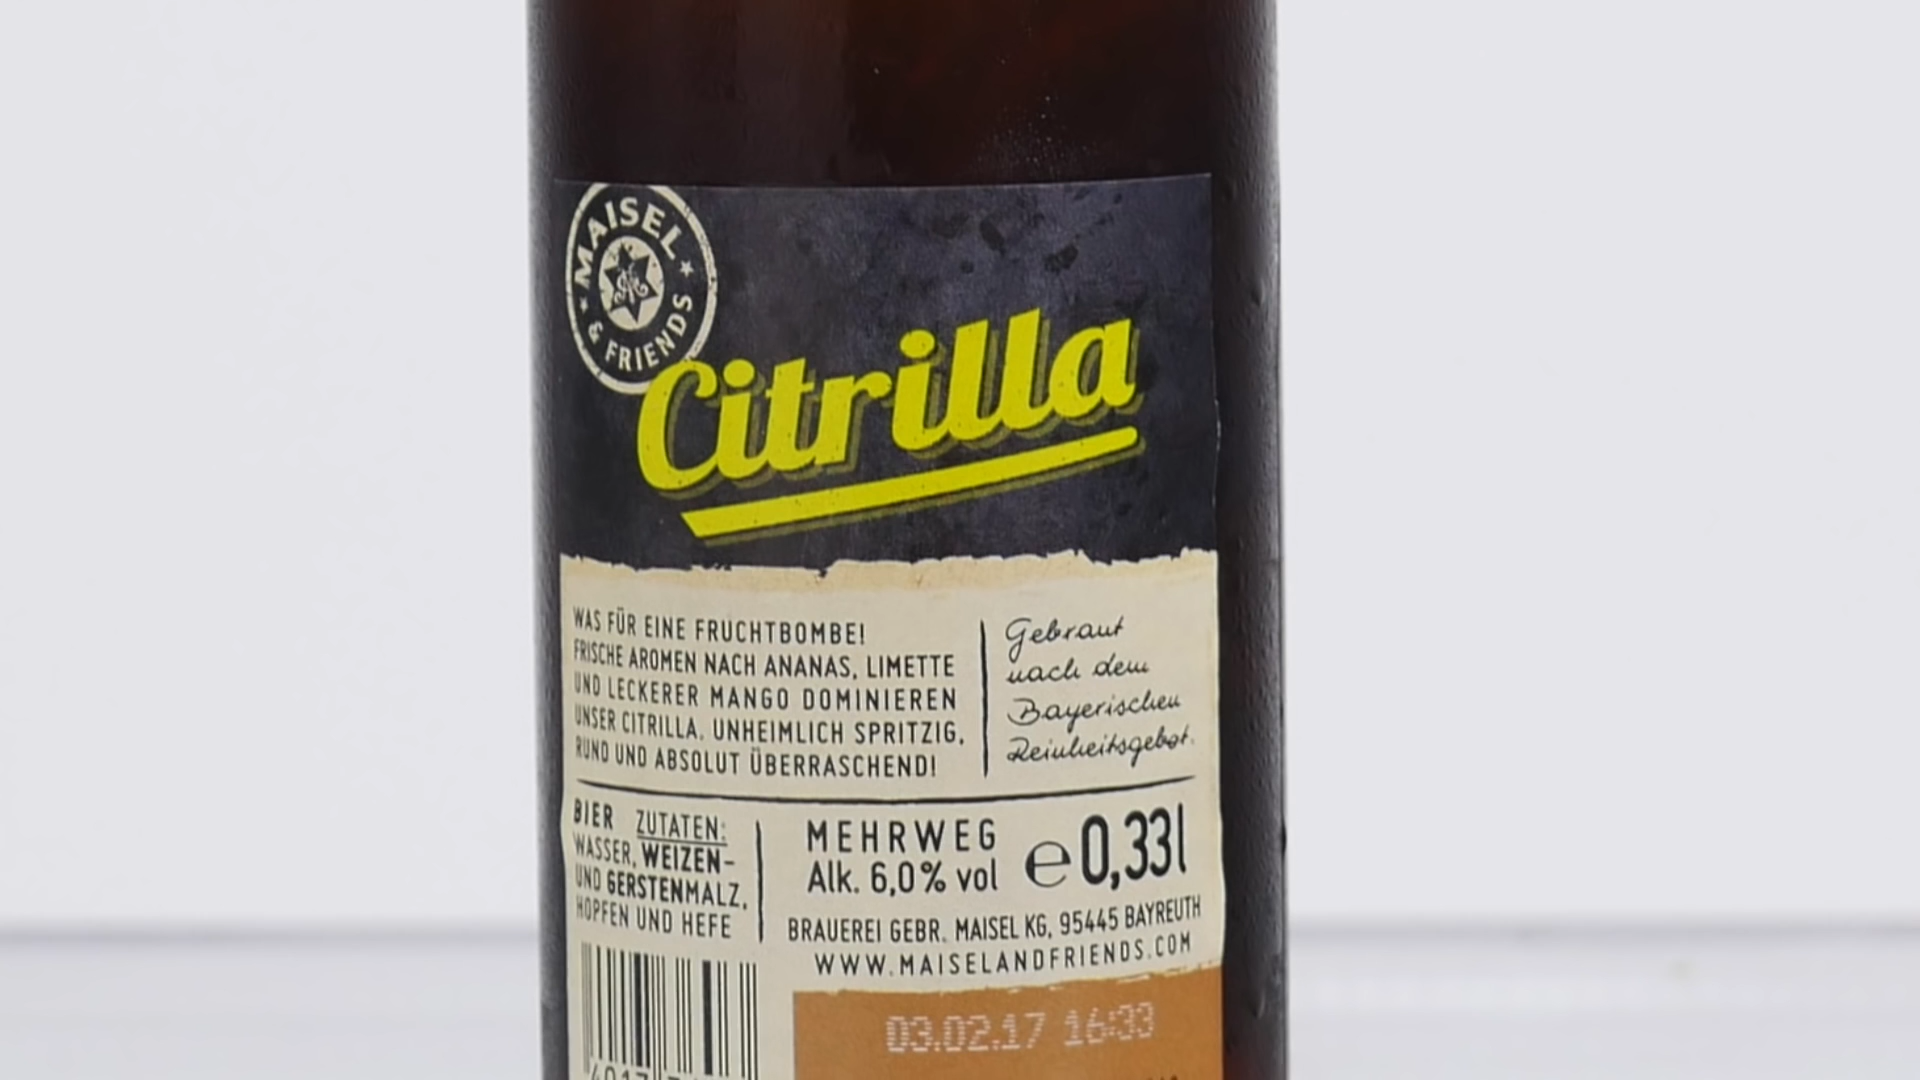 MAISEL
& FRIENDS
Citrilla
WAS FÜR EINE FRUCHTBOMBE!
FRISCHE AROMEN NACH ANANAS, LIMETTE
UND LECKERER MANGO DOMINIEREN
UNSER CITRILLA. UNHEIMLICH SPRITZIG,
RUND UND ABSOLUT ÜBERRASCHEND!
Gebraut
nach dem
Bayerischen
Reinheitsgebot.
BIER ZUTATEN:
WASSER, WEIZEN-
UND GERSTENMALZ,
HOPFEN UND HEFE
MEHRWEG
Alk. 6,0% vol
e 0,33l
BRAUEREI GEBR. MAISEL KG, 95445 BAYREUTH
WWW.MAISELANDFRIENDS.COM
03.02.17 16:33